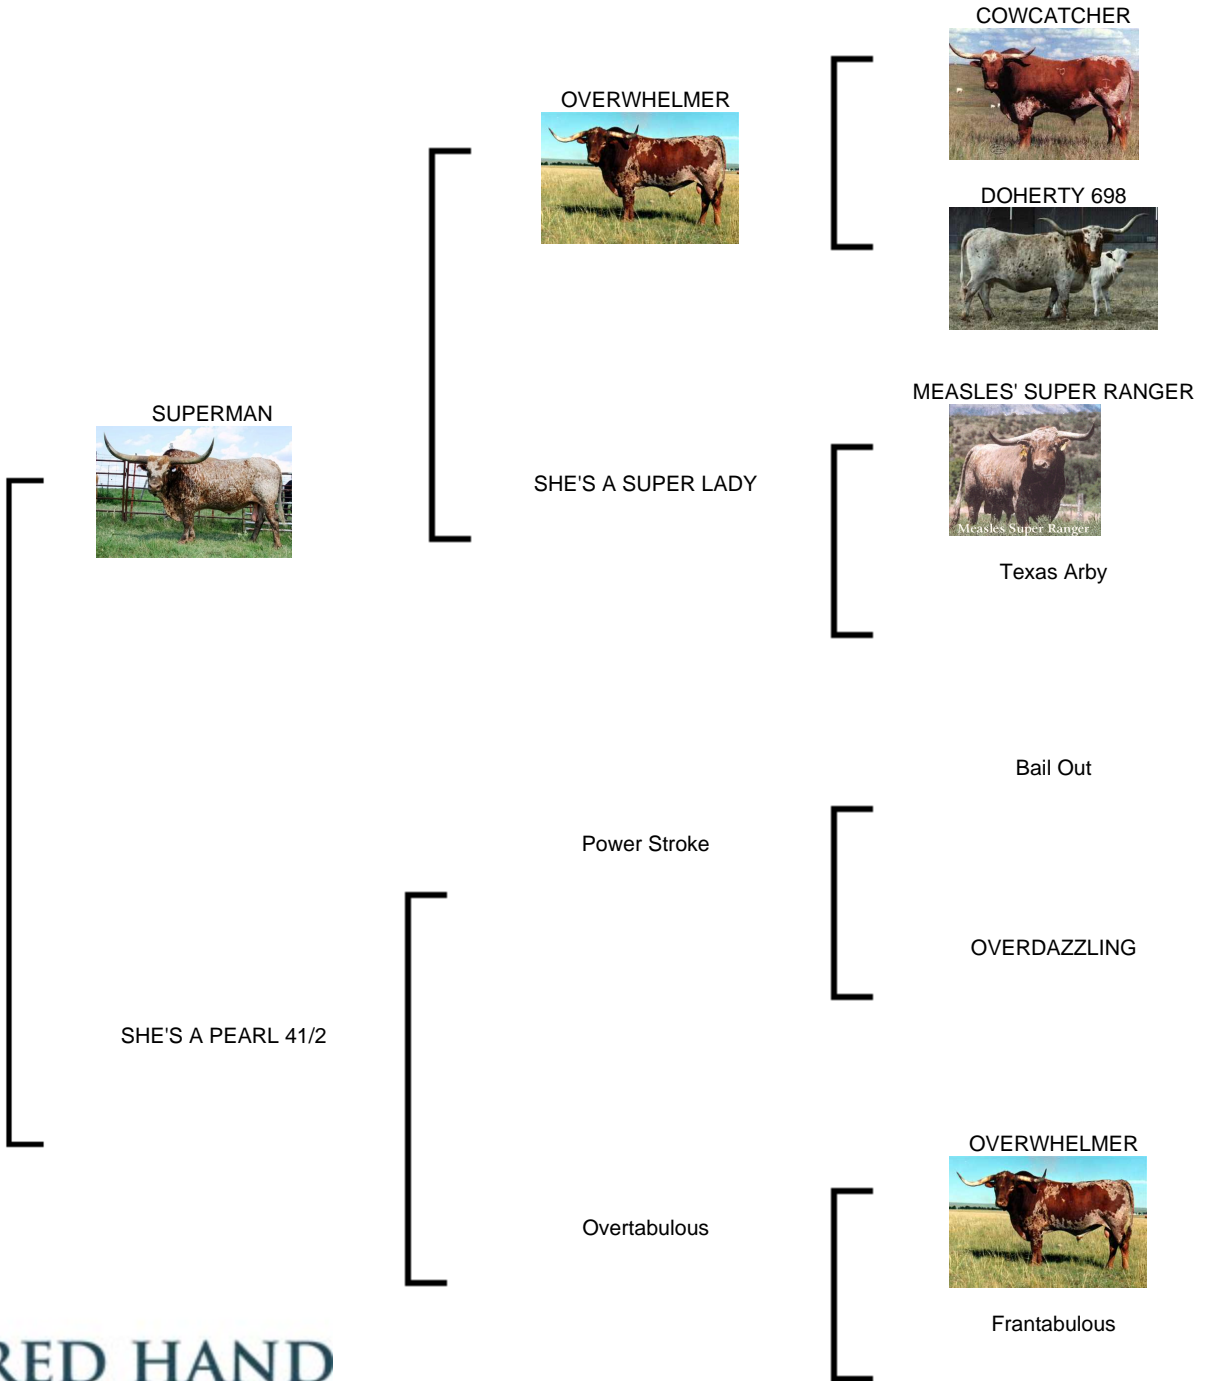 COWCATCHER
OVERWHELMER
DOHERTY 698
MEASLES' SUPER RANGER
SUPERMAN
SHE'S A SUPER LADY
Measles Super Ranger
Texas Arby
Bail Out
Power Stroke
OVERDAZZLING
SHE'S A PEARL 41/2
OVERWHELMER
Overtabulous
Frantabulous
RED HAND